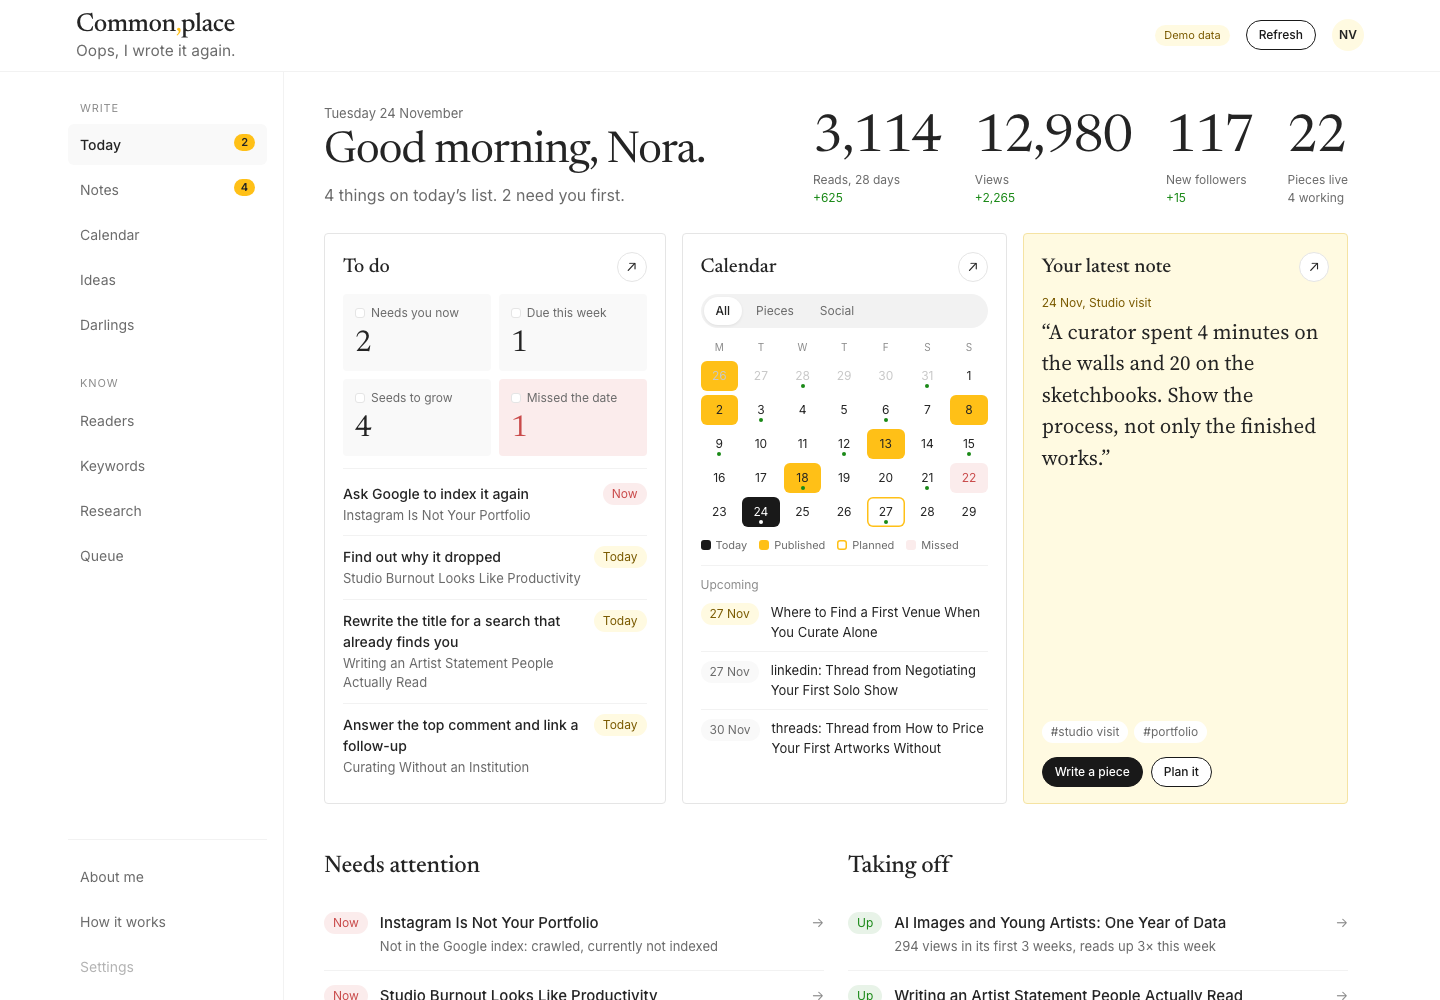 Common,place
Oops, I wrote it again.
Demo data
Refresh
NV
WRITE
Today
2
Notes
4
Calendar
Ideas
Darlings
KNOW
Readers
Keywords
Research
Queue
About me
How it works
Settings
Tuesday 24 November
Good morning, Nora.
4 things on today’s list. 2 need you first.
3,114
Reads, 28 days
+625
12,980
Views
+2,265
117
New followers
+15
22
Pieces live
4 working
To do
Needs you now
2
Due this week
1
Seeds to grow
4
Missed the date
1
Ask Google to index it again
Now
Instagram Is Not Your Portfolio
Find out why it dropped
Today
Studio Burnout Looks Like Productivity
Rewrite the title for a search that
already finds you
Today
Writing an Artist Statement People
Actually Read
Answer the top comment and link a
follow-up
Today
Curating Without an Institution
Calendar
All Pieces Social
M T W T F S S
26 27 28 29 30 31 1
2 3 4 5 6 7 8
9 10 11 12 13 14 15
16 17 18 19 20 21 22
23 24 25 26 27 28 29
Today Published Planned Missed
Upcoming
27 Nov
Where to Find a First Venue When
You Curate Alone
27 Nov
linkedin: Thread from Negotiating
Your First Solo Show
30 Nov
threads: Thread from How to Price
Your First Artworks Without
Your latest note
24 Nov, Studio visit
“A curator spent 4 minutes on
the walls and 20 on the
sketchbooks. Show the
process, not only the finished
works.”
#studio visit #portfolio
Write a piece Plan it
Needs attention
Now
Instagram Is Not Your Portfolio
Not in the Google index: crawled, currently not indexed
Now
Studio Burnout Looks Like Productivity
Taking off
Up
AI Images and Young Artists: One Year of Data
294 views in its first 3 weeks, reads up 3× this week
Up
Writing an Artist Statement People Actually Read